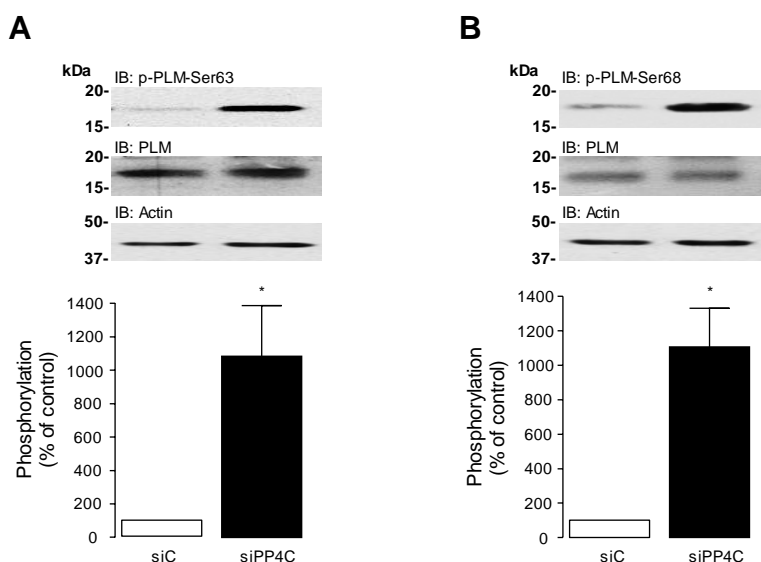 A
kDa
IB: p-PLM-Ser63
20-
15-
IB: PLM
20-
15-
IB: Actin
50-
37-
Phosphorylation
(% of control)
1400
1200
1000
800
600
400
200
0
*
siC
siPP4C
B
kDa
IB: p-PLM-Ser68
20-
15-
IB: PLM
20-
15-
IB: Actin
50-
37-
Phosphorylation
(% of control)
1400
1200
1000
800
600
400
200
0
*
siC
siPP4C